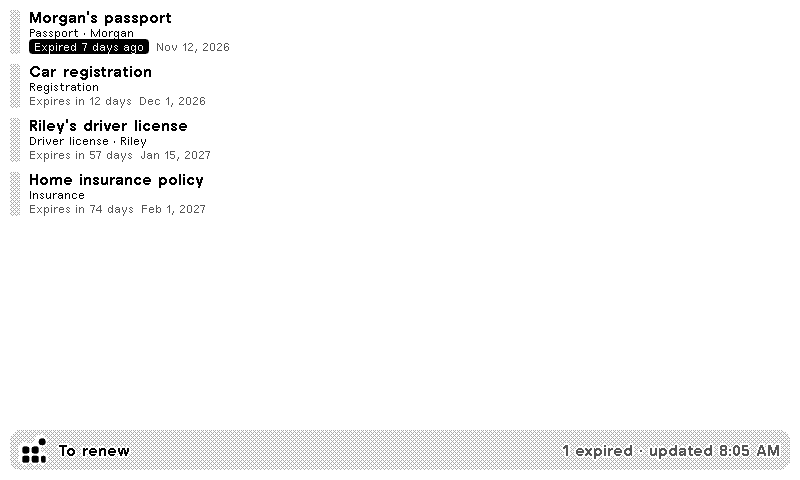 Morgan's passport
Passport · Morgan
Expired 7 days ago Nov 12, 2026
Car registration
Registration
Expires in 12 days Dec 1, 2026
Riley's driver license
Driver license · Riley
Expires in 57 days Jan 15, 2027
Home insurance policy
Insurance
Expires in 74 days Feb 1, 2027
To renew 1 expired · updated 8:05 AM